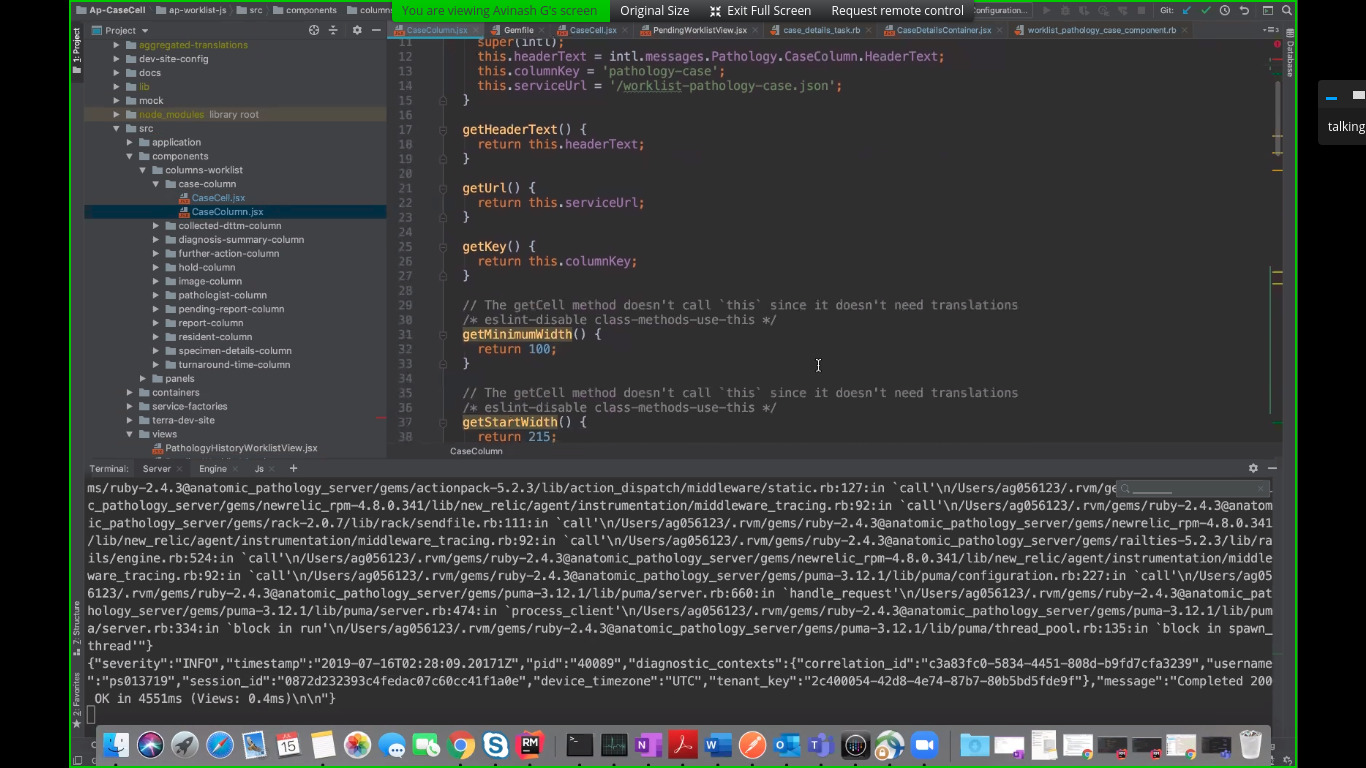 You are viewing Avinash G's screen
Original Size
Exit Full Screen
Request remote control
Ap-CaseCell
ap-worklist-js
src
components
Git:
Project
CaseColumn.jsx
Gemfile
CaseCell.jsx
PendingWorklistView.jsx
case_details_task.rb
CaseDetailsContainer.jsx
worklist_pathology_case_component.rb
1: Project
Database
aggregated-translations
dev-site-config
docs
lib
mock
node_modules library root
src
application
components
columns-worklist
case-column
CaseCell.jsx
CaseColumn.jsx
collected-dttm-column
diagnosis-summary-column
further-action-column
hold-column
image-column
pathologist-column
pending-report-column
report-column
resident-column
specimen-details-column
turnaround-time-column
panels
containers
service-factories
terra-dev-site
views
PathologyHistoryWorklistView.jsx
11 super(intl);
12 this.headerText = intl.messages.Pathology.CaseColumn.HeaderText;
13 this.columnKey = 'pathology-case';
14 this.serviceUrl = '/worklist-pathology-case.json';
15 }
16
17 getHeaderText() {
18 return this.headerText;
19 }
20
21 getUrl() {
22 return this.serviceUrl;
23 }
24
25 getKey() {
26 return this.columnKey;
27 }
28
29 // The getCell method doesn't call `this` since it doesn't need translations
30 /* eslint-disable class-methods-use-this */
31 getMinimumWidth() {
32 return 100;
33 }
34
35 // The getCell method doesn't call `this` since it doesn't need translations
36 /* eslint-disable class-methods-use-this */
37 getStartWidth() {
38 return 215;
CaseColumn
talking
Terminal: Server Engine Js +
ms/ruby-2.4.3@anatomic_pathology_server/gems/actionpack-5.2.3/lib/action_dispatch/middleware/static.rb:127:in `call'\n/Users/ag056123/.rvm/ge
c_pathology_server/gems/newrelic_rpm-4.8.0.341/lib/new_relic/agent/instrumentation/middleware_tracing.rb:92:in `call'\n/Users/ag056123/.rvm/gems/ruby-2.4.3@anatomi
c_pathology_server/gems/rack-2.0.7/lib/rack/sendfile.rb:111:in `call'\n/Users/ag056123/.rvm/gems/ruby-2.4.3@anatomic_pathology_server/gems/newrelic_rpm-4.8.0.341
/lib/new_relic/agent/instrumentation/middleware_tracing.rb:92:in `call'\n/Users/ag056123/.rvm/gems/ruby-2.4.3@anatomic_pathology_server/gems/railties-5.2.3/lib/ra
ils/engine.rb:524:in `call'\n/Users/ag056123/.rvm/gems/ruby-2.4.3@anatomic_pathology_server/gems/newrelic_rpm-4.8.0.341/lib/new_relic/agent/instrumentation/middle
ware_tracing.rb:92:in `call'\n/Users/ag056123/.rvm/gems/ruby-2.4.3@anatomic_pathology_server/gems/puma-3.12.1/lib/puma/configuration.rb:227:in `call'\n/Users/ag05
6123/.rvm/gems/ruby-2.4.3@anatomic_pathology_server/gems/puma-3.12.1/lib/puma/server.rb:660:in `handle_request'\n/Users/ag056123/.rvm/gems/ruby-2.4.3@anatomic_pat
hology_server/gems/puma-3.12.1/lib/puma/server.rb:474:in `process_client'\n/Users/ag056123/.rvm/gems/ruby-2.4.3@anatomic_pathology_server/gems/puma-3.12.1/lib/pum
a/server.rb:334:in `block in run'\n/Users/ag056123/.rvm/gems/ruby-2.4.3@anatomic_pathology_server/gems/puma-3.12.1/lib/puma/thread_pool.rb:135:in `block in spawn_
thread'"}
{"severity":"INFO","timestamp":"2019-07-16T02:28:09.20171Z","pid":"40089","diagnostic_contexts":{"correlation_id":"c3a83fc0-5834-4451-808d-b9fd7cfa3239","username
":"ps013719","session_id":"0872d232393c4fedac07c60cc41f1a0e","device_timezone":"UTC","tenant_key":"2c400054-42d8-4e74-87b7-80b5bd5fde9f"},"message":"Completed 200
OK in 4551ms (Views: 0.4ms)\n\n"}
7: Structure
2: Favorites
15
RM